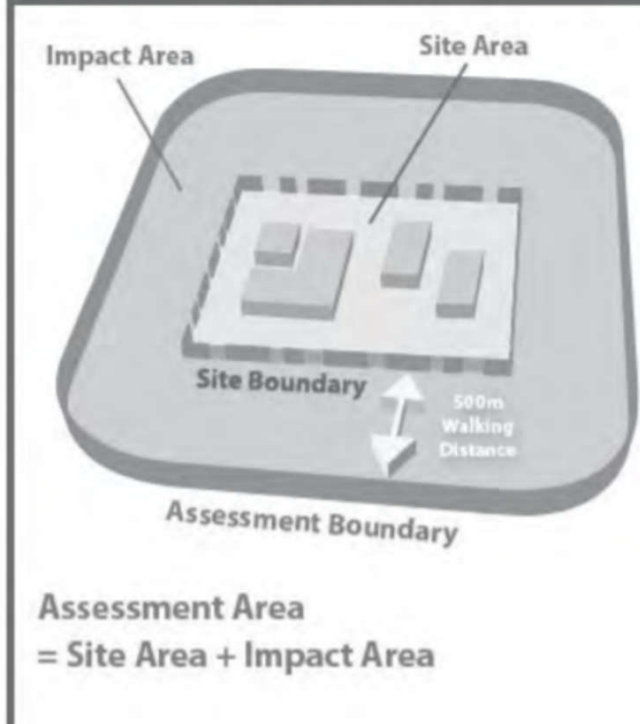 Impact Area
Site Area
Site Boundary
500m
Walking
Distance
Assessment Boundary
Assessment Area
= Site Area + Impact Area